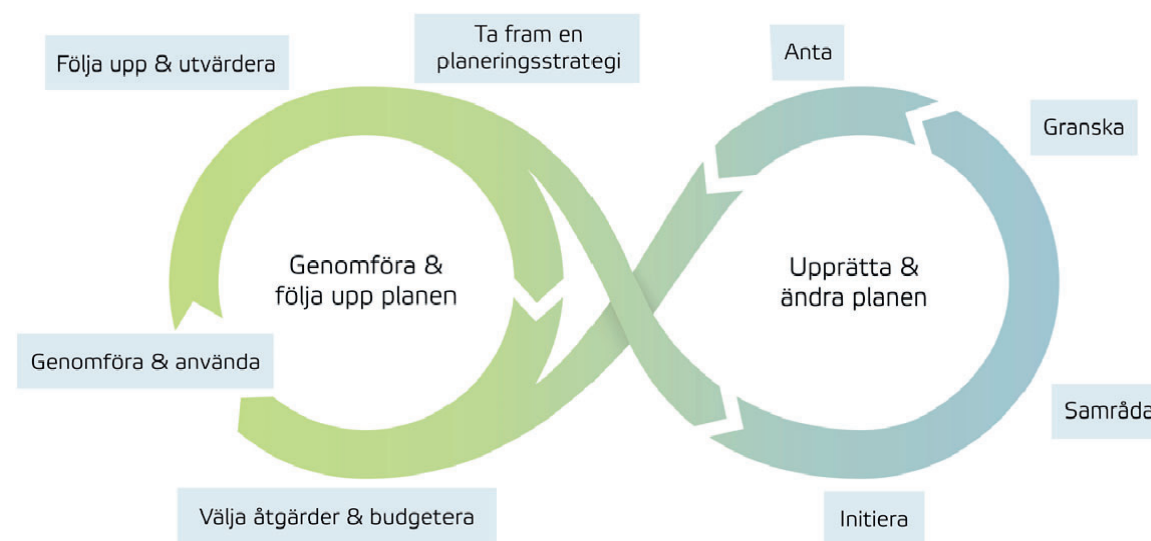 Ta fram en
planeringsstrategi
Anta
Följa upp & utvärdera
Granska
Genomföra &
följa upp planen
Upprätta &
ändra planen
Genomföra & använda
Samråda
Välja åtgärder & budgetera
Initiera